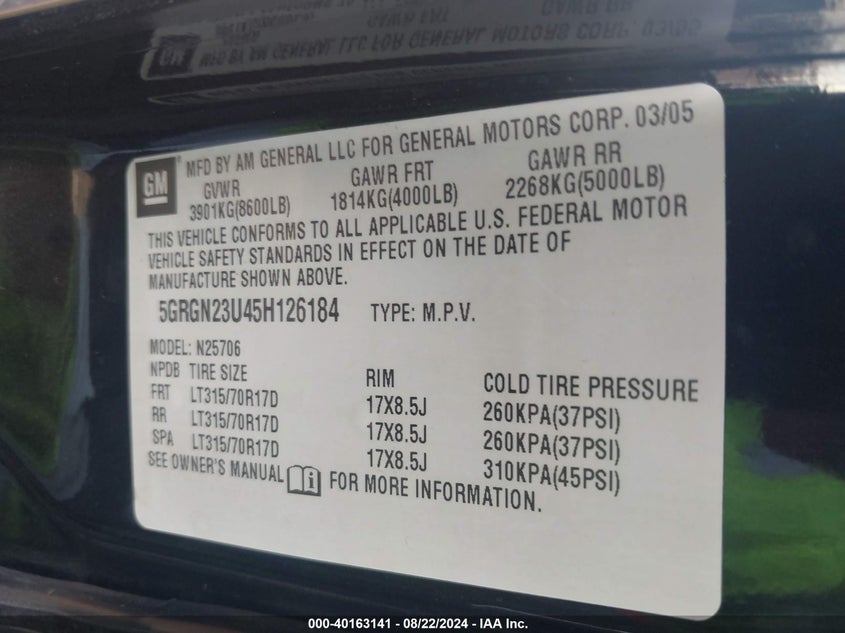 MFD BY AM GENERAL LLC FOR GENERAL MOTORS CORP. 03/05
GM
®
GVWR GAWR FRT GAWR RR
3901KG(8600LB) 1814KG(4000LB) 2268KG(5000LB)
THIS VEHICLE CONFORMS TO ALL APPLICABLE U.S. FEDERAL MOTOR
VEHICLE SAFETY STANDARDS IN EFFECT ON THE DATE OF
MANUFACTURE SHOWN ABOVE.
5GRGN23U45H126184 TYPE: M.P.V.
MODEL: N25706
NPDB TIRE SIZE RIM COLD TIRE PRESSURE
FRT LT315/70R17D 17X8.5J 260KPA(37PSI)
RR LT315/70R17D 17X8.5J 260KPA(37PSI)
SPA LT315/70R17D 17X8.5J 310KPA(45PSI)
SEE OWNER'S MANUAL i FOR MORE INFORMATION.
000-40163141 - 08/22/2024 - IAA Inc.